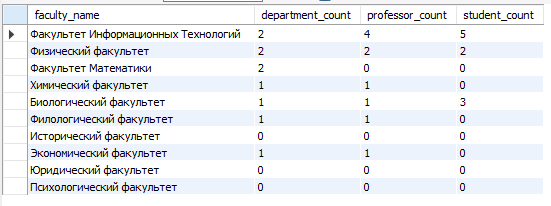 faculty_name department_count professor_count student_count
Факультет Информационных Технологий 2 4 5
Физический факультет 2 2 2
Факультет Математики 2 0 0
Химический факультет 1 1 0
Биологический факультет 1 1 3
Филологический факультет 1 1 0
Исторический факультет 0 0 0
Экономический факультет 1 1 0
Юридический факультет 0 0 0
Психологический факультет 0 0 0